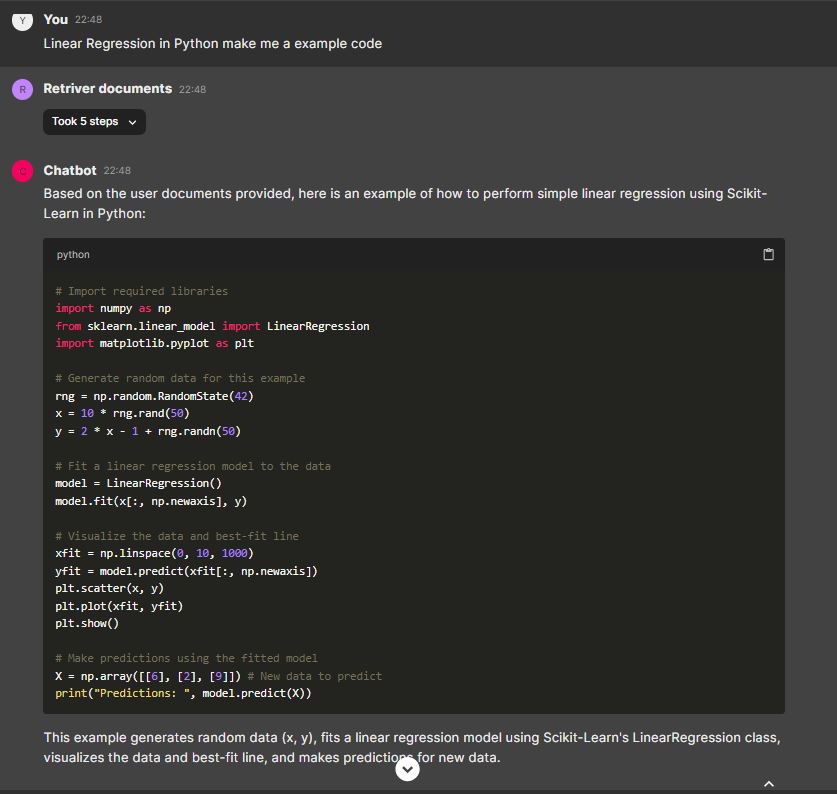 Y You 22:48
Linear Regression in Python make me a example code
R Retriver documents 22:48
Took 5 steps
C Chatbot 22:48
Based on the user documents provided, here is an example of how to perform simple linear regression using Scikit-
Learn in Python:
python
# Import required libraries
import numpy as np
from sklearn.linear_model import LinearRegression
import matplotlib.pyplot as plt
# Generate random data for this example
rng = np.random.RandomState(42)
x = 10 * rng.rand(50)
y = 2 * x - 1 + rng.randn(50)
# Fit a linear regression model to the data
model = LinearRegression()
model.fit(x[:, np.newaxis], y)
# Visualize the data and best-fit line
xfit = np.linspace(0, 10, 1000)
yfit = model.predict(xfit[:, np.newaxis])
plt.scatter(x, y)
plt.plot(xfit, yfit)
plt.show()
# Make predictions using the fitted model
X = np.array([[6], [2], [9]]) # New data to predict
print("Predictions: ", model.predict(X))
This example generates random data (x, y), fits a linear regression model using Scikit-Learn's LinearRegression class,
visualizes the data and best-fit line, and makes predictions for new data.